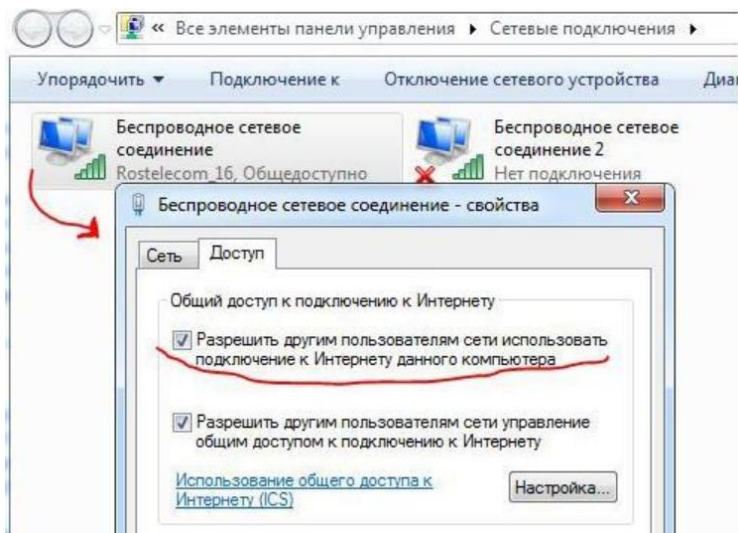 « Все элементы панели управления ▸ Сетевые подключения ▸
Упорядочить ▾ Подключение к Отключение сетевого устройства Диа
Беспроводное сетевое соединение
Rostelecom_16, Общедоступно
Беспроводное сетевое соединение 2
Нет подключения
Беспроводное сетевое соединение - свойства
Сеть Доступ
Общий доступ к подключению к Интернету
Разрешить другим пользователям сети использовать
подключение к Интернету данного компьютера
Разрешить другим пользователям сети управление
общим доступом к подключению к Интернету
Использование общего доступа к
Интернету (ICS)
Настройка...